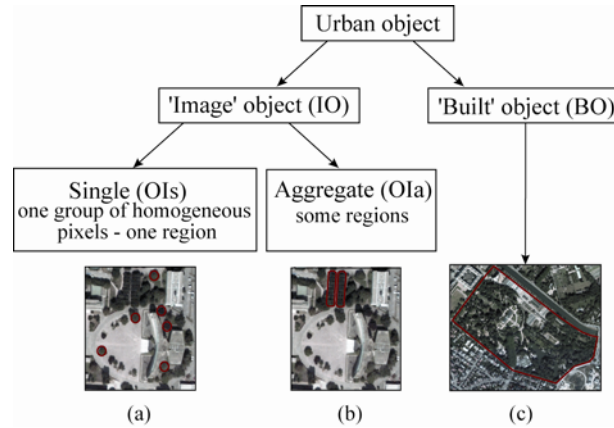 Urban object
'Image' object (IO)
'Built' object (BO)
Single (OIs)
one group of homogeneous
pixels - one region
Aggregate (OIa)
some regions
(a)
(b)
(c)